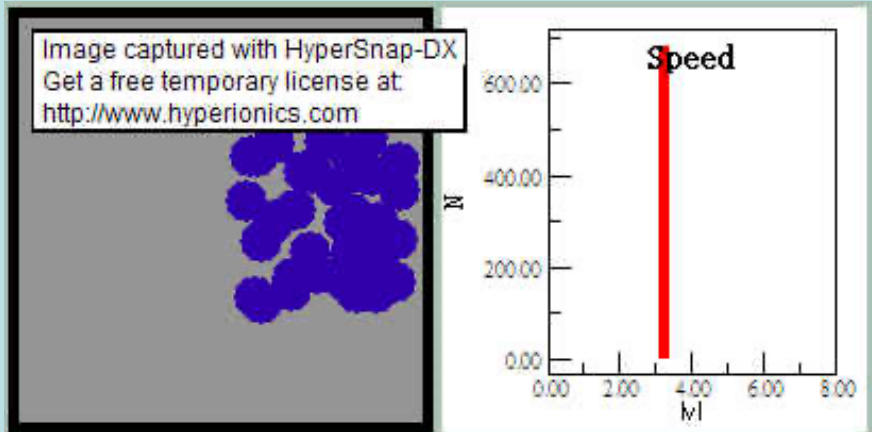 Image captured with HyperSnap-DX
Get a free temporary license at:
http://www.hyperionics.com
Speed
600.00
400.00
N
200.00
0.00
0.00 2.00 4.00 6.00 8.00
|v|